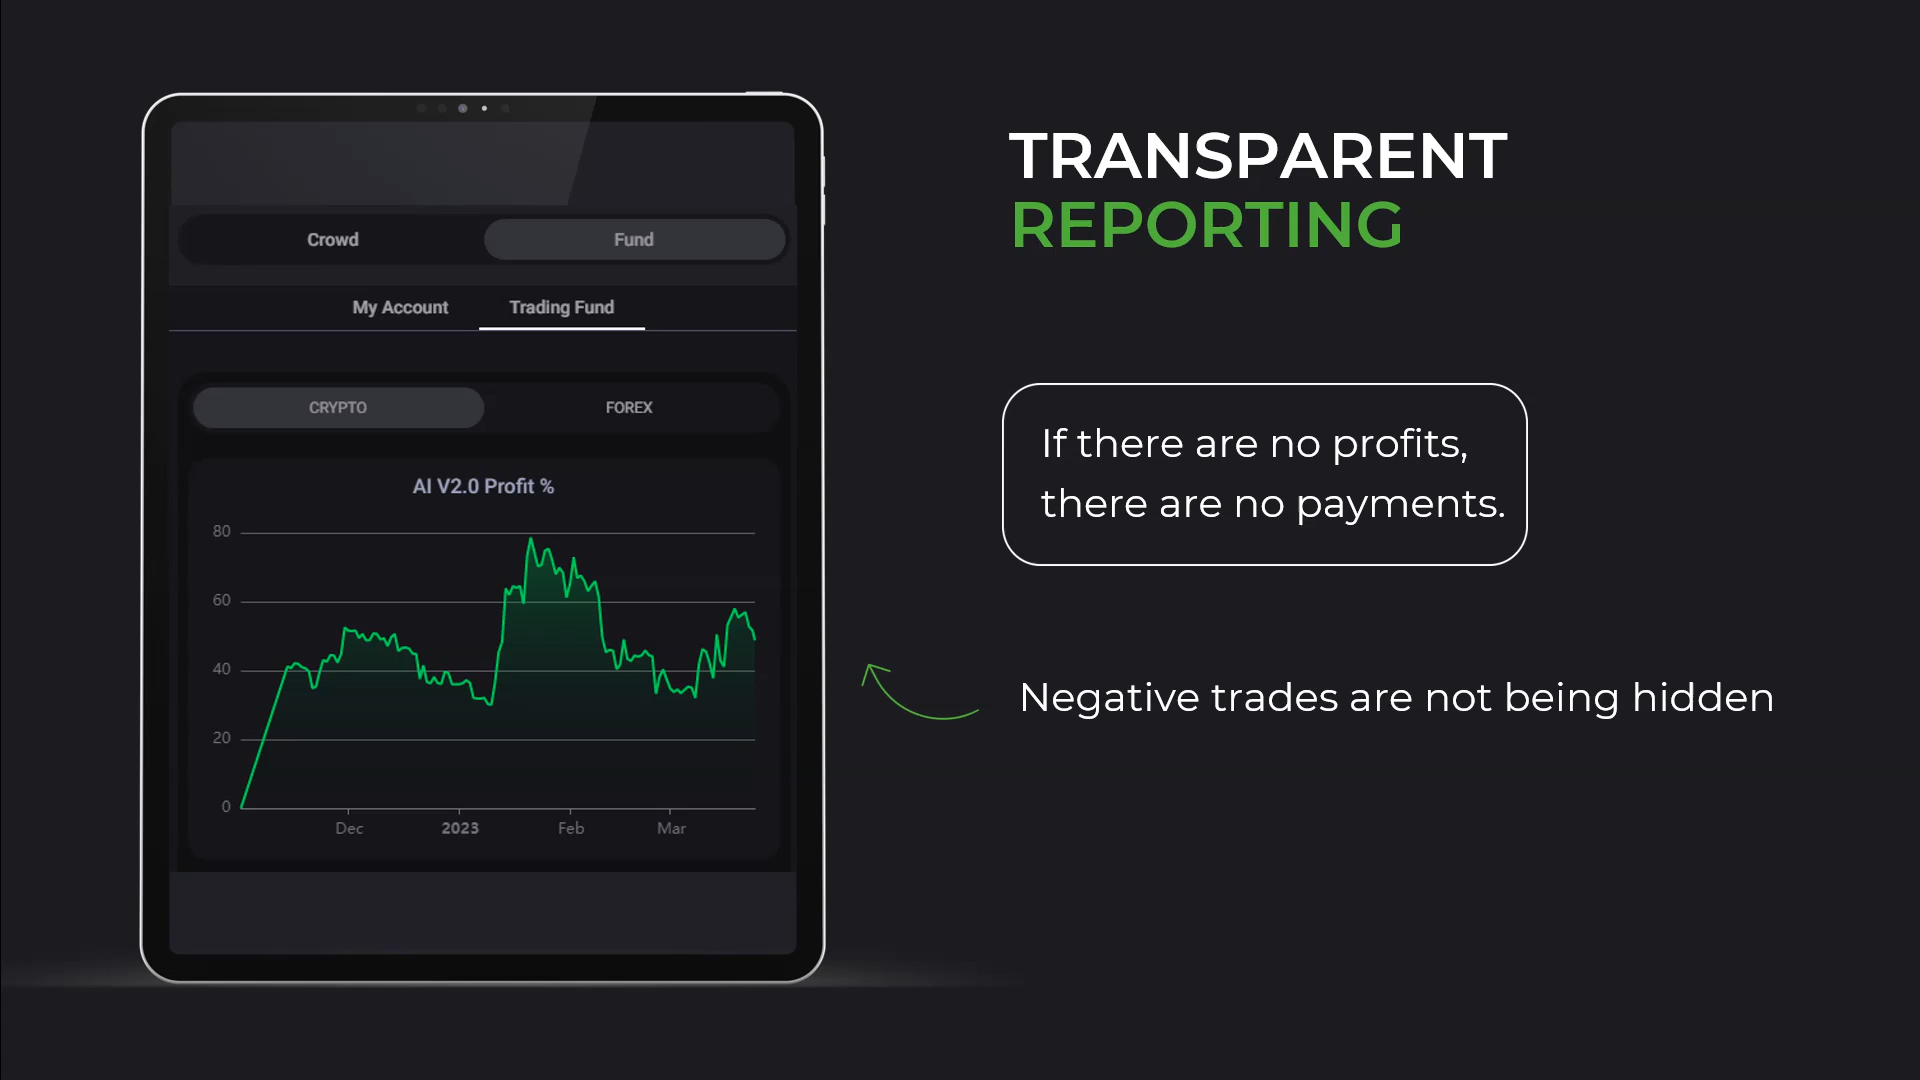 TRANSPARENT
REPORTING
Crowd
Fund
My Account
Trading Fund
CRYPTO
FOREX
AI V2.0 Profit %
80
60
40
20
0
Dec
2023
Feb
Mar
If there are no profits,
there are no payments.
Negative trades are not being hidden